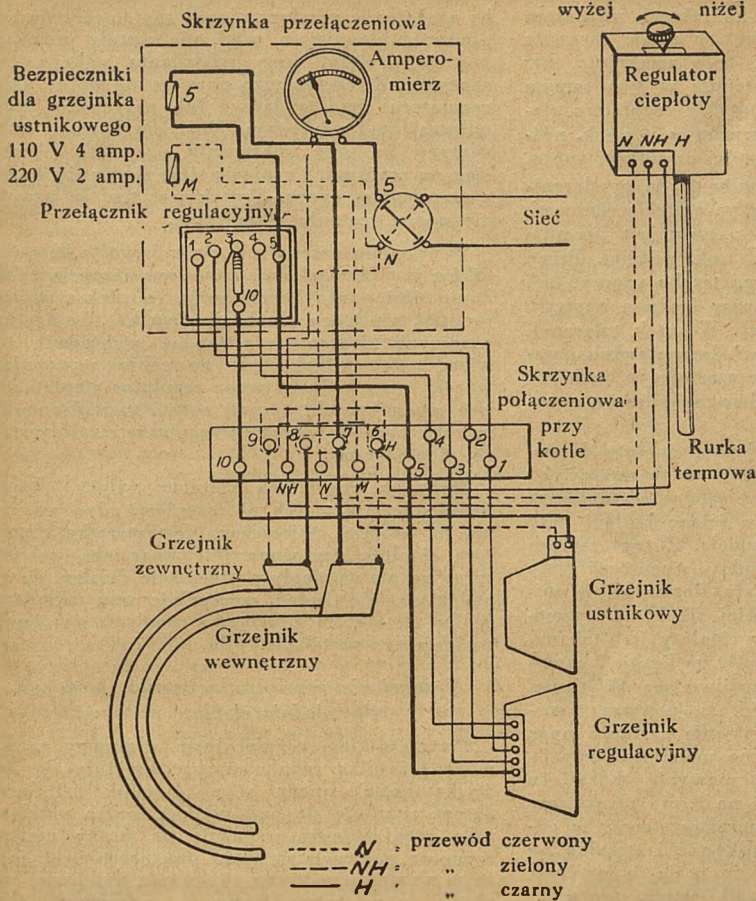 Skrzynka przełączeniowa
wyżej niżej
Bezpieczniki
dla grzejnika
ustnikowego
110 V 4 amp.
220 V 2 amp.
5
M
Ampero-
mierz
Regulator
ciepłoty
N NH H
Przełącznik regulacyjny
1 2 3 4 5
10
5
N
Sieć
Skrzynka
połączeniowa
przy
kotle
Rurka
termowa
9 8 7 6 H 4 2
10 NH N M 5 3 1
Grzejnik
zewnętrzny
Grzejnik
wewnętrzny
Grzejnik
ustnikowy
Grzejnik
regulacyjny
N = przewód czerwony
NH = „ zielony
H = „ czarny